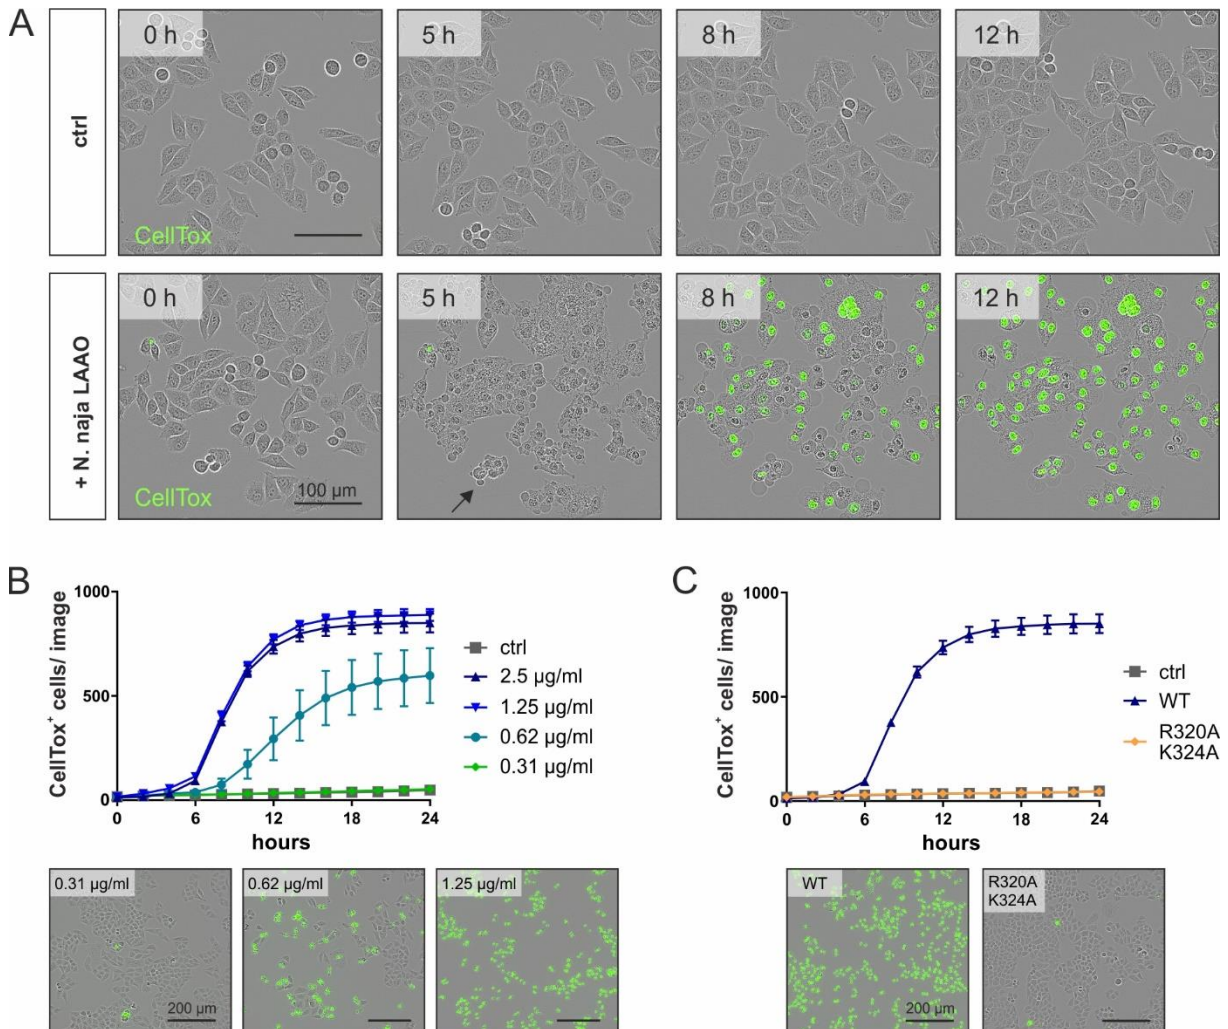 A
ctrl
0 h
5 h
8 h
12 h
CellTox
+ N. naja LAAO
0 h
5 h
8 h
12 h
CellTox
100 µm
B
CellTox⁺ cells/ image
1000
500
0
0 6 12 18 24
hours
ctrl
2.5 µg/ml
1.25 µg/ml
0.62 µg/ml
0.31 µg/ml
0.31 µg/ml
200 µm
0.62 µg/ml
1.25 µg/ml
C
CellTox⁺ cells/ image
1000
500
0
0 6 12 18 24
hours
ctrl
WT
R320A
K324A
WT
200 µm
R320A
K324A